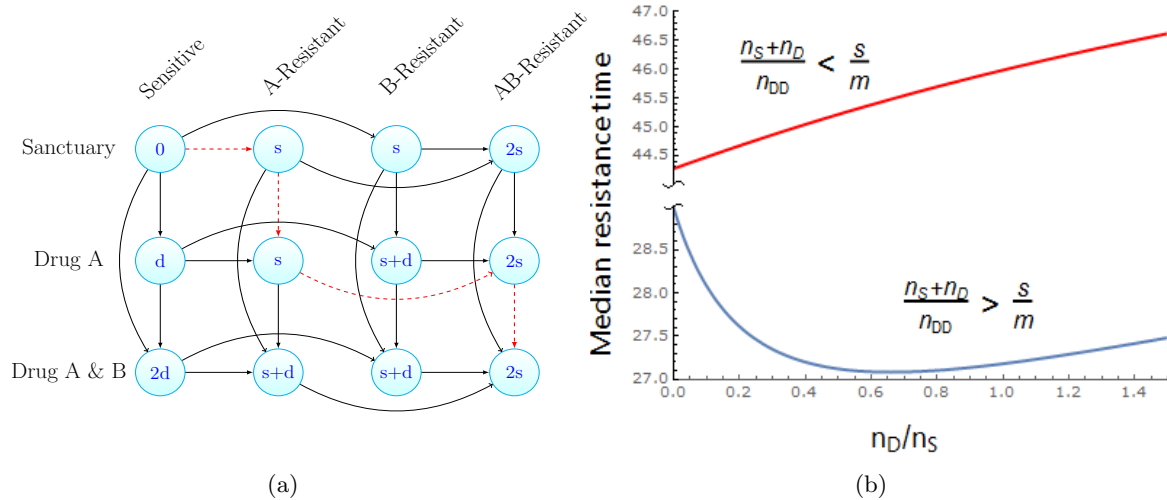 Sensitive
A-Resistant
B-Resistant
AB-Resistant
Sanctuary
0
s
s
2s
Drug A
d
s
s+d
2s
Drug A & B
2d
s+d
s+d
2s
(a)
Median resistance time
47.0
46.5
46.0
45.5
45.0
44.5
28.5
28.0
27.5
27.0
0.0 0.2 0.4 0.6 0.8 1.0 1.2 1.4
n_S+n_D / n_DD < s / m
n_S+n_D / n_DD > s / m
n_D/n_S
(b)